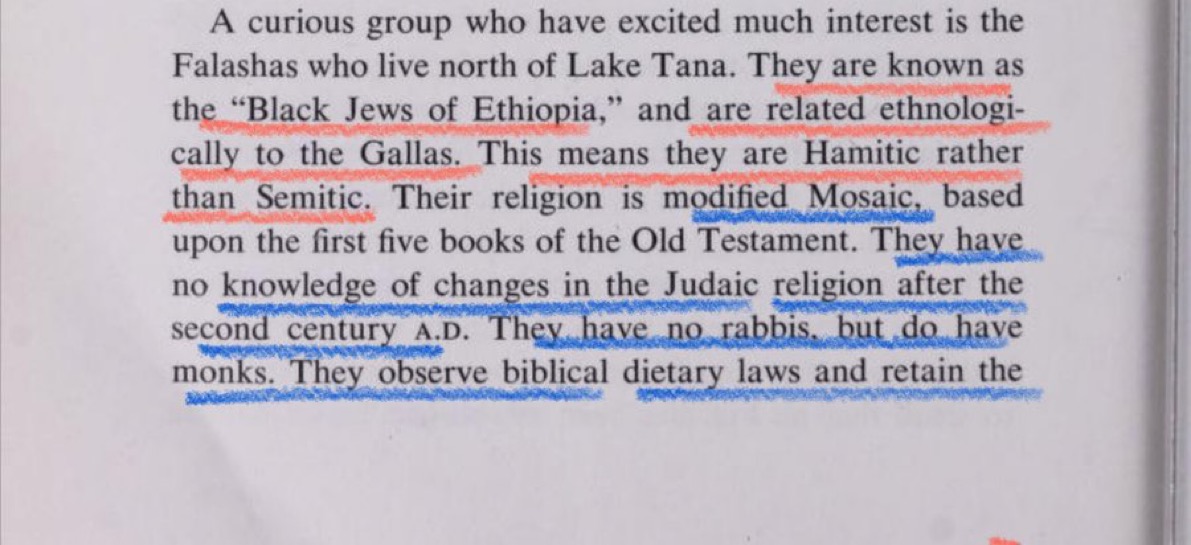 A curious group who have excited much interest is the
Falashas who live north of Lake Tana. They are known as
the “Black Jews of Ethiopia,” and are related ethnologi-
cally to the Gallas. This means they are Hamitic rather
than Semitic. Their religion is modified Mosaic, based
upon the first five books of the Old Testament. They have
no knowledge of changes in the Judaic religion after the
second century A.D. They have no rabbis, but do have
monks. They observe biblical dietary laws and retain the